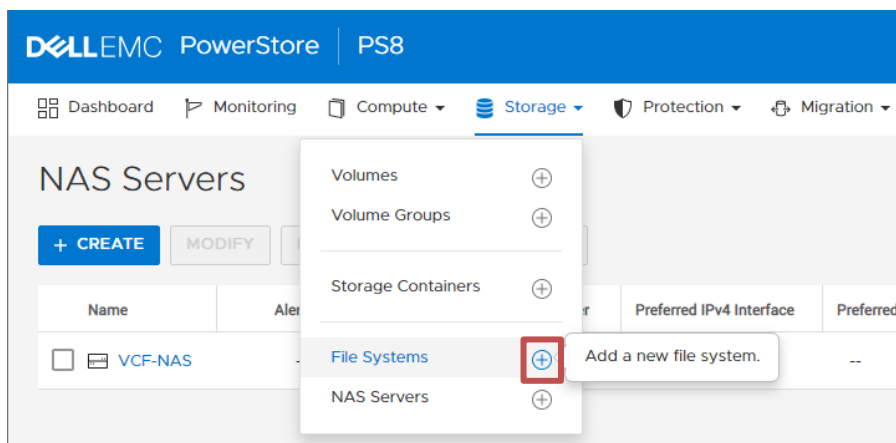 DELLEMC PowerStore | PS8
Dashboard Monitoring Compute Storage Protection Migration
NAS Servers
+ CREATE MODIFY
Volumes
Volume Groups
Storage Containers
Name Preferred IPv4 Interface
VCF-NAS --
File Systems
Add a new file system.
NAS Servers